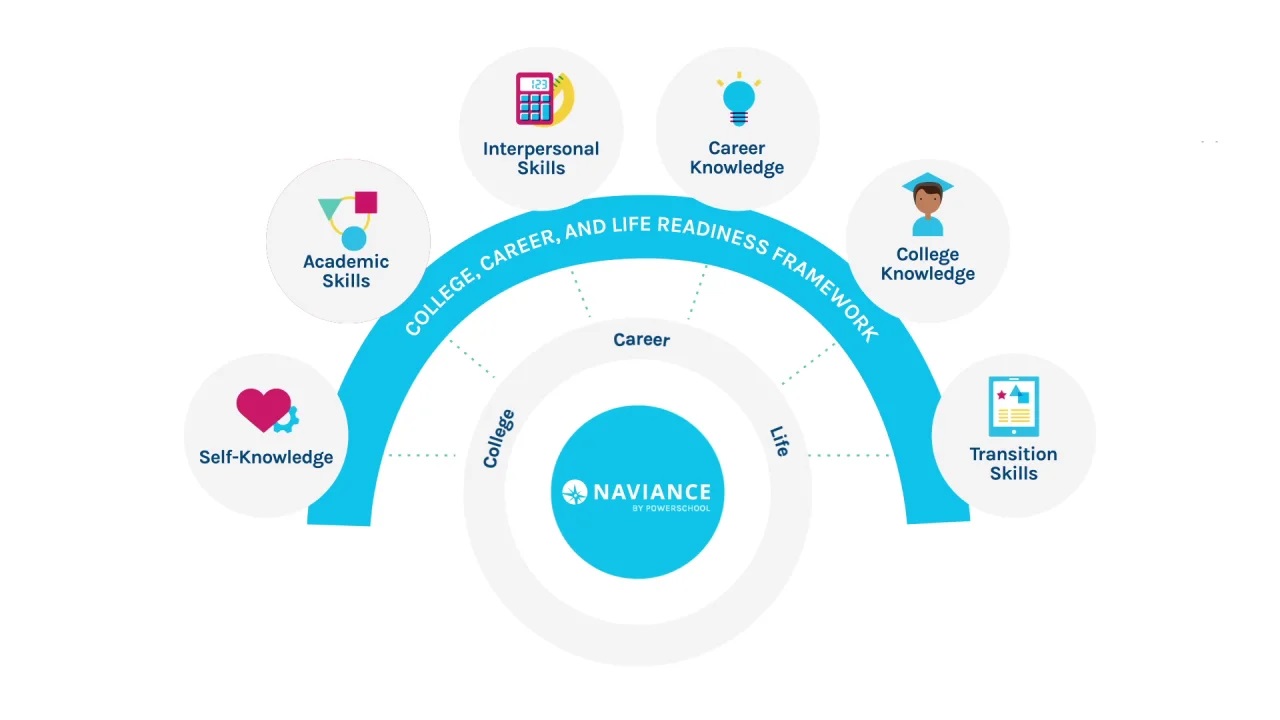 123
Interpersonal
Skills
Career
Knowledge
Academic
Skills
College
Knowledge
COLLEGE, CAREER, AND LIFE READINESS FRAMEWORK
Self-Knowledge
Transition
Skills
College
Career
Life
NAVIANCE
BY POWERSCHOOL